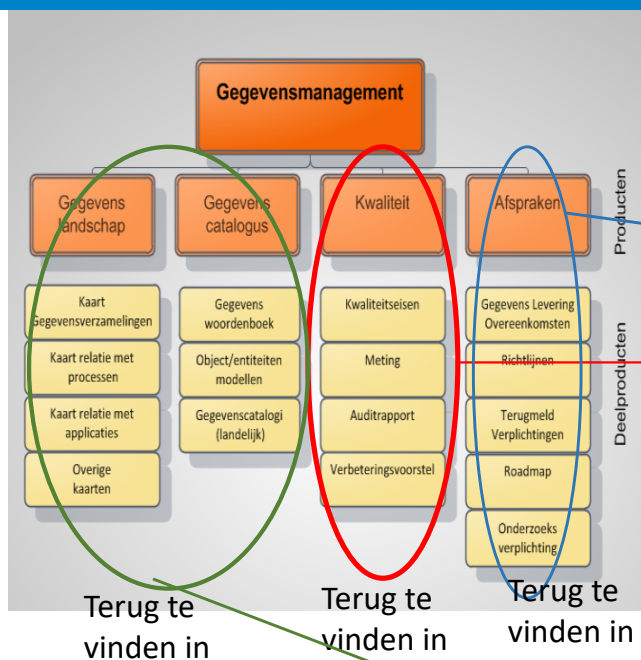 Gegevensmanagement
Gegevens
landschap
Gegevens
catalogus
Kwaliteit
Afspraken
Producten
Kaart
Gegevensverzamelingen
Kaart relatie met
processen
Kaart relatie met
applicaties
Overige
kaarten
Gegevens
woordenboek
Object/entiteiten
modellen
Gegevenscatalogi
(landelijk)
Kwaliteitseisen
Meting
Auditrapport
Verbeteringsvoorstel
Gegevens Levering
Overeenkomsten
Richtlijnen
Terugmeld
Verplichtingen
Roadmap
Onderzoeks
verplichting
Deelproducten
Terug te
vinden in
Terug te
vinden in
Terug te
vinden in